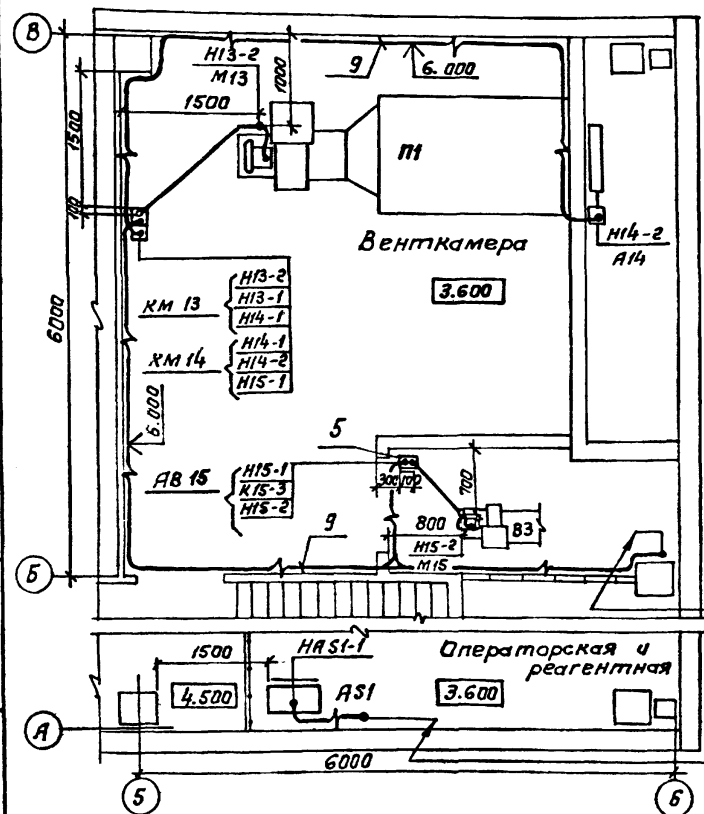 В
Н13-2
М13
1000
9
6.000
1500
1500
П1
100
Венткамера
Н14-2
А14
3.600
КМ 13
Н13-2
Н13-1
Н14-1
КМ 14
Н14-1
Н14-2
Н15-1
6000
6.000
5
АВ 15
Н15-1
К15-3
Н15-2
300
100
700
800
В3
9
Н15-2
М15
Б
1500
НАS1-1
Операторская и
реагентная
4.500
АS1
3.600
А
6000
5
6